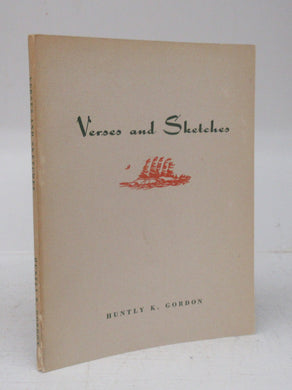 Verses and Sketches
HUNTLY K. GORDON